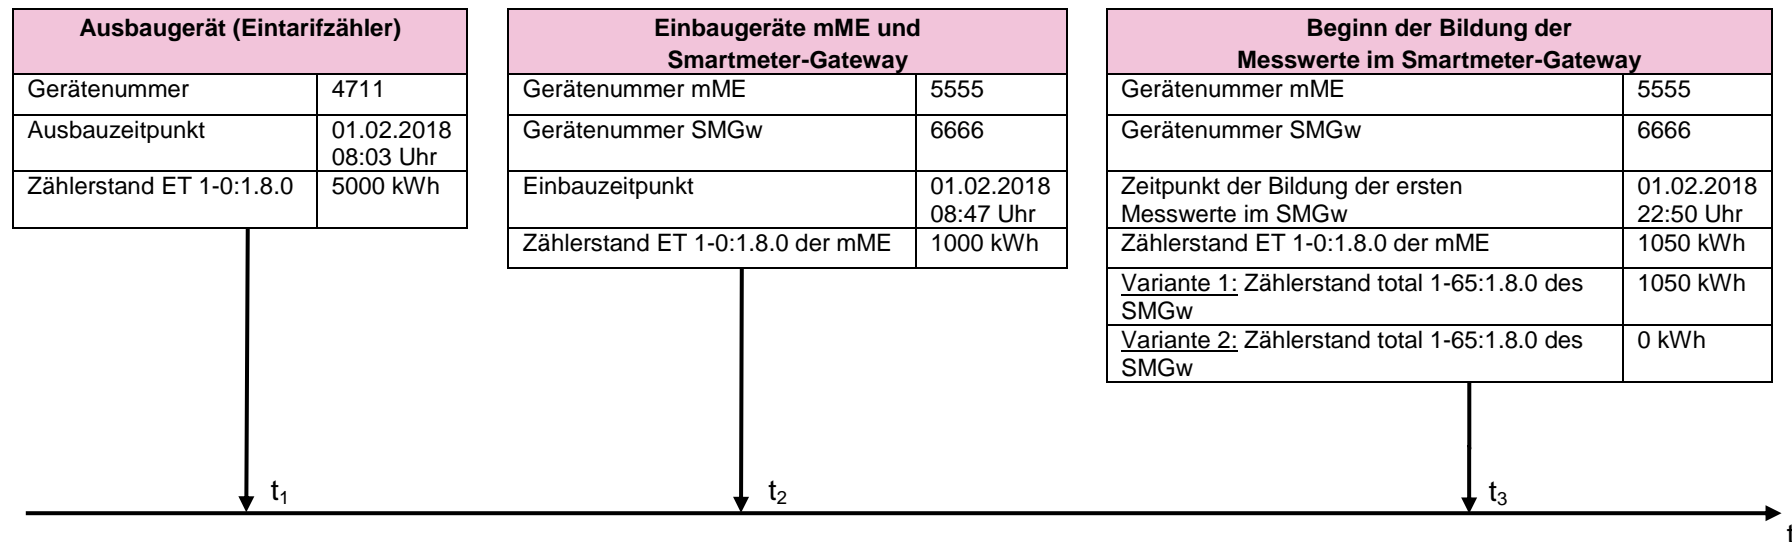 Ausbaugerät (Eintarifzähler)
Gerätenummer 4711
Ausbauzeitpunkt 01.02.2018
08:03 Uhr
Zählerstand ET 1-0:1.8.0 5000 kWh
Einbaugeräte mME und
Smartmeter-Gateway
Gerätenummer mME 5555
Gerätenummer SMGw 6666
Einbauzeitpunkt 01.02.2018
08:47 Uhr
Zählerstand ET 1-0:1.8.0 der mME 1000 kWh
Beginn der Bildung der
Messwerte im Smartmeter-Gateway
Gerätenummer mME 5555
Gerätenummer SMGw 6666
Zeitpunkt der Bildung der ersten 01.02.2018
Messwerte im SMGw 22:50 Uhr
Zählerstand ET 1-0:1.8.0 der mME 1050 kWh
Variante 1: Zählerstand total 1-65:1.8.0 des 1050 kWh
SMGw
Variante 2: Zählerstand total 1-65:1.8.0 des 0 kWh
SMGw
t₁
t₂
t₃
t